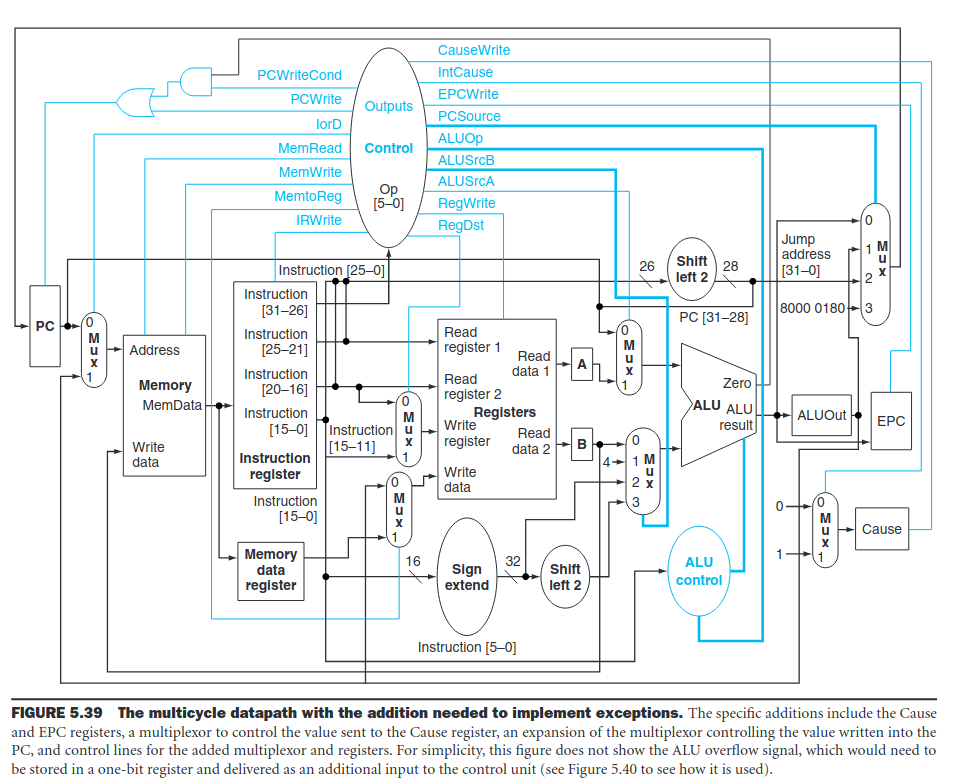 CauseWrite
IntCause
EPCWrite
PCSource
ALUOp
ALUSrcB
ALUSrcA
RegWrite
RegDst
PCWriteCond
PCWrite
IorD
MemRead
MemWrite
MemtoReg
IRWrite
Outputs
Control
Op
[5–0]
Instruction [25–0]
26
Shift
left 2
28
Jump
address
[31–0]
PC [31–28]
8000 0180
0
1
2
3
M
u
x
PC
0
M
u
x
1
Address
Memory
MemData
Write
data
Instruction
[31–26]
Instruction
[25–21]
Instruction
[20–16]
Instruction
[15–0]
Instruction
register
Instruction
[15–0]
Memory
data
register
Instruction
[15–11]
0
M
u
x
1
0
M
u
x
1
Read
register 1
Read
register 2
Registers
Write
register
Write
data
Read
data 1
Read
data 2
A
B
4
0
M
u
x
1
0
1
2
3
M
u
x
Zero
ALU
ALU
result
ALUOut
EPC
0
1
0
M
u
x
1
Cause
16
Sign
extend
32
Shift
left 2
ALU
control
Instruction [5–0]
FIGURE 5.39 The multicycle datapath with the addition needed to implement exceptions. The specific additions include the Cause
and EPC registers, a multiplexor to control the value sent to the Cause register, an expansion of the multiplexor controlling the value written into the
PC, and control lines for the added multiplexor and registers. For simplicity, this figure does not show the ALU overflow signal, which would need to
be stored in a one-bit register and delivered as an additional input to the control unit (see Figure 5.40 to see how it is used).